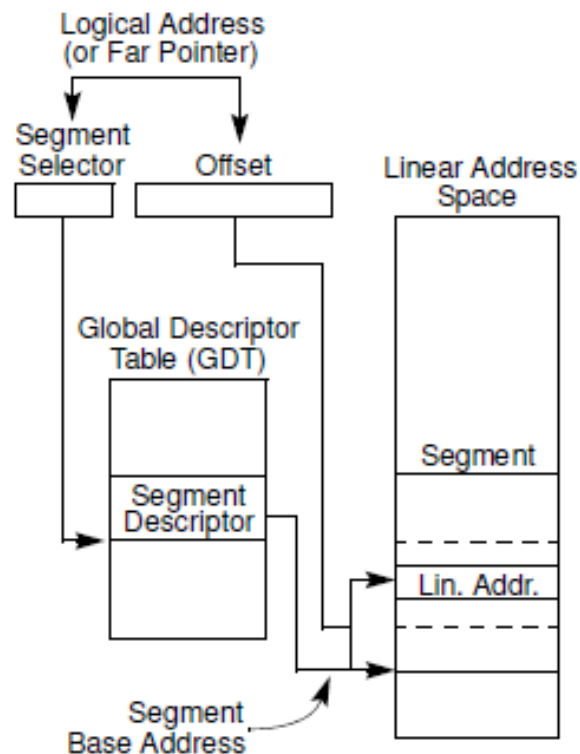 Logical Address
(or Far Pointer)
Segment
Selector
Offset
Linear Address
Space
Global Descriptor
Table (GDT)
Segment
Segment
Descriptor
Lin. Addr.
Segment
Base Address